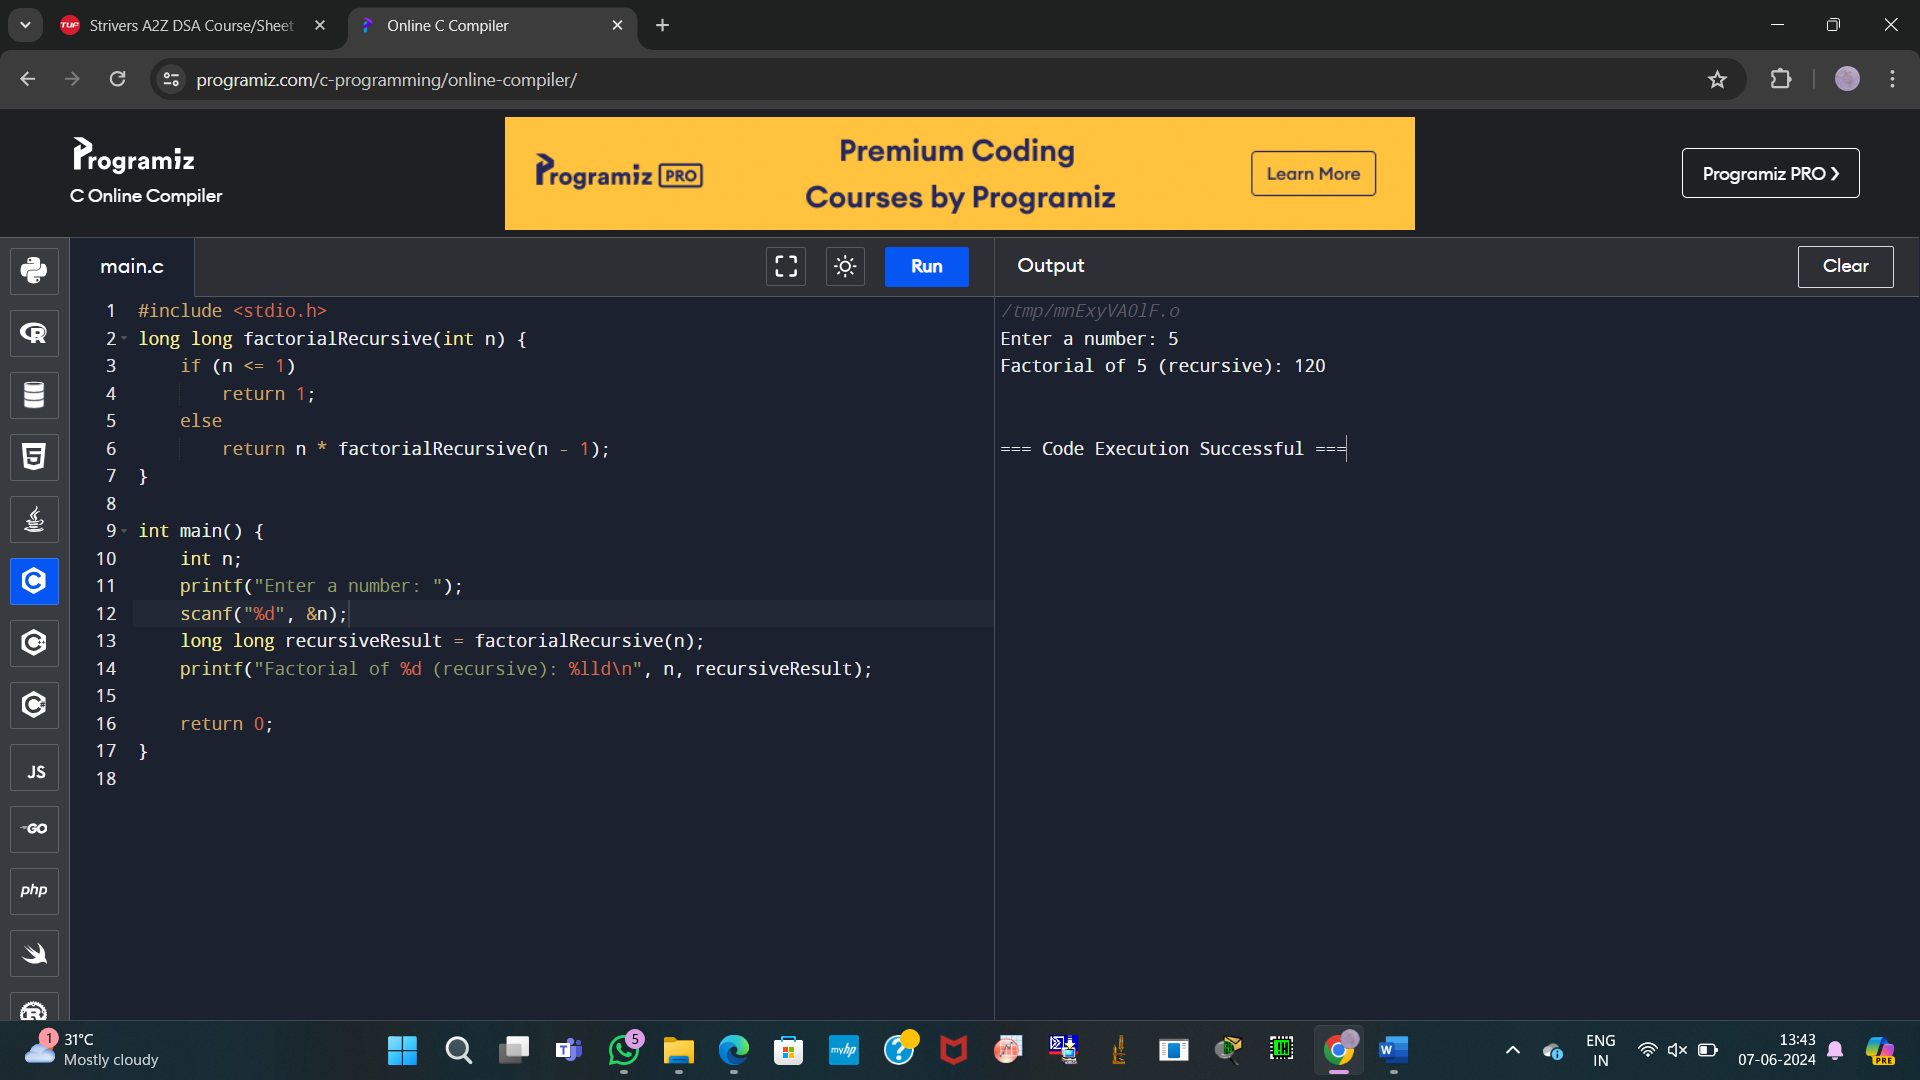 Strivers A2Z DSA Course/Sheet
Online C Compiler
programiz.com/c-programming/online-compiler/
Programiz
C Online Compiler
Programiz PRO
Premium Coding
Courses by Programiz
Learn More
Programiz PRO ❯
main.c
Run
Output
Clear
1 #include <stdio.h>
2 long long factorialRecursive(int n) {
3 if (n <= 1)
4 return 1;
5 else
6 return n * factorialRecursive(n - 1);
7 }
8
9 int main() {
10 int n;
11 printf("Enter a number: ");
12 scanf("%d", &n);
13 long long recursiveResult = factorialRecursive(n);
14 printf("Factorial of %d (recursive): %lld\n", n, recursiveResult);
15
16 return 0;
17 }
18
/tmp/mnExyVAOlF.o
Enter a number: 5
Factorial of 5 (recursive): 120
=== Code Execution Successful ===
JS
GO
php
1
31°C
Mostly cloudy
5
myhp
ENG
IN
13:43
07-06-2024
PRE